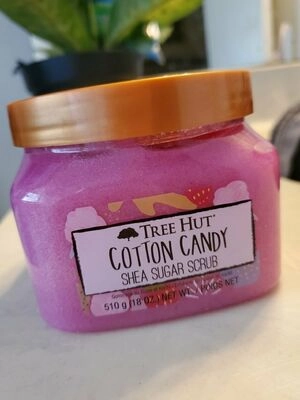 TREE HUT
COTTON CANDY
SHEA SUGAR SCRUB
510 g (18 OZ.) NET WT. / POIDS NET